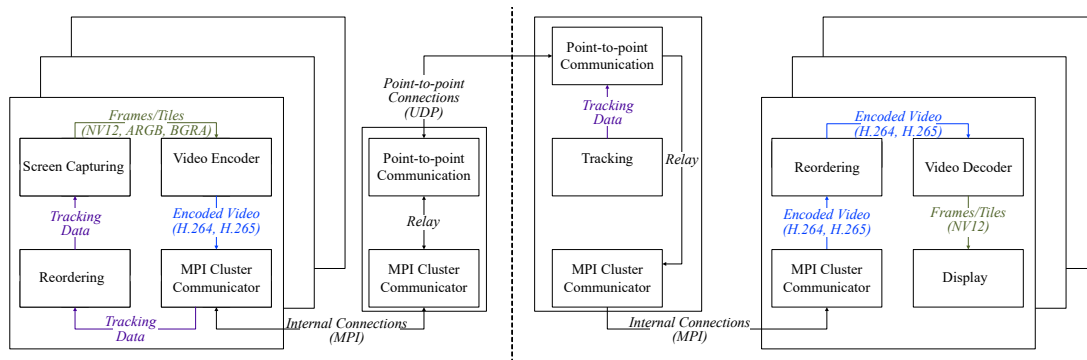 Frames/Tiles
(NV12, ARGB, BGRA)
Screen Capturing
Video Encoder
Tracking
Data
Encoded Video
(H.264, H.265)
Reordering
MPI Cluster
Communicator
Tracking
Data
Internal Connections
(MPI)
Point-to-point
Connections
(UDP)
Point-to-point
Communication
Relay
MPI Cluster
Communicator
Point-to-point
Communication
Tracking
Data
Tracking
Relay
MPI Cluster
Communicator
Internal Connections
(MPI)
Encoded Video
(H.264, H.265)
Reordering
Video Decoder
Encoded Video
(H.264, H.265)
Frames/Tiles
(NV12)
MPI Cluster
Communicator
Display